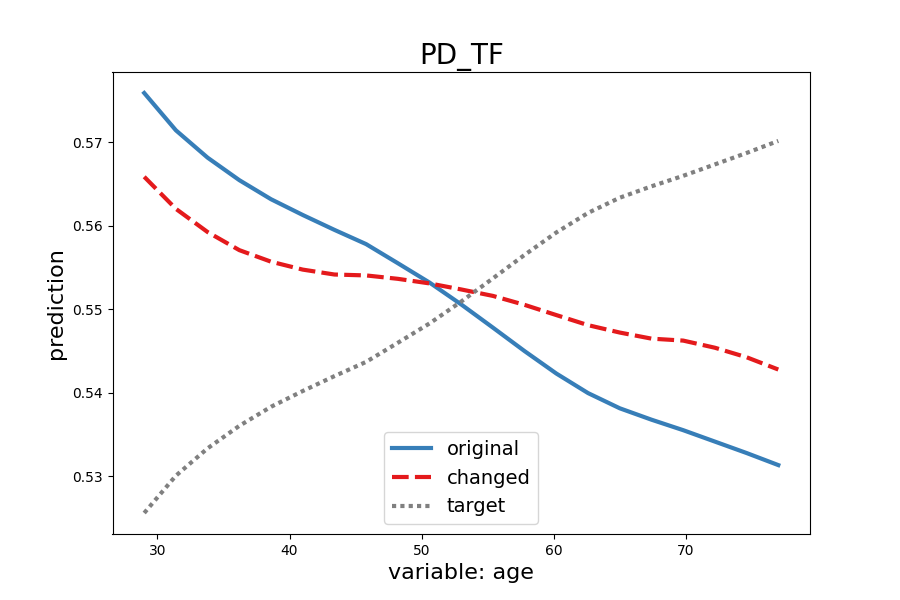 PD_TF
prediction
0.57
0.56
0.55
0.54
0.53
original
changed
target
30 40 50 60 70
variable: age